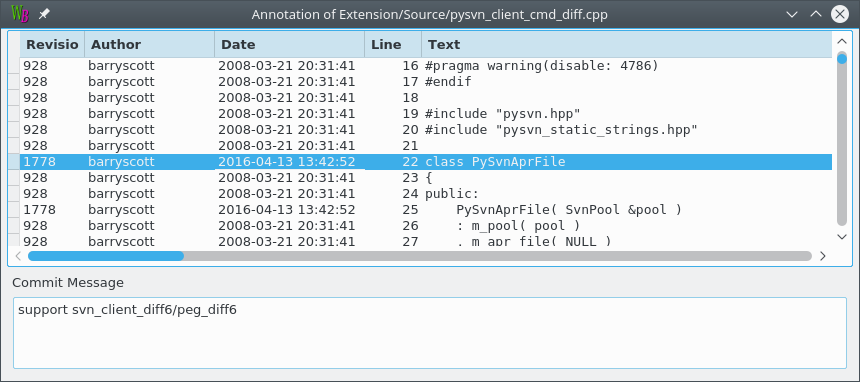 Annotation of Extension/Source/pysvn_client_cmd_diff.cpp
Revisio Author Date Line Text
928 barryscott 2008-03-21 20:31:41 16 #pragma warning(disable: 4786)
928 barryscott 2008-03-21 20:31:41 17 #endif
928 barryscott 2008-03-21 20:31:41 18
928 barryscott 2008-03-21 20:31:41 19 #include "pysvn.hpp"
928 barryscott 2008-03-21 20:31:41 20 #include "pysvn_static_strings.hpp"
928 barryscott 2008-03-21 20:31:41 21
1778 barryscott 2016-04-13 13:42:52 22 class PySvnAprFile
928 barryscott 2008-03-21 20:31:41 23 {
928 barryscott 2008-03-21 20:31:41 24 public:
1778 barryscott 2016-04-13 13:42:52 25 PySvnAprFile( SvnPool &pool )
928 barryscott 2008-03-21 20:31:41 26 : m_pool( pool )
928 barryscott 2008-03-21 20:31:41 27 , m_apr_file( NULL )
Commit Message
support svn_client_diff6/peg_diff6